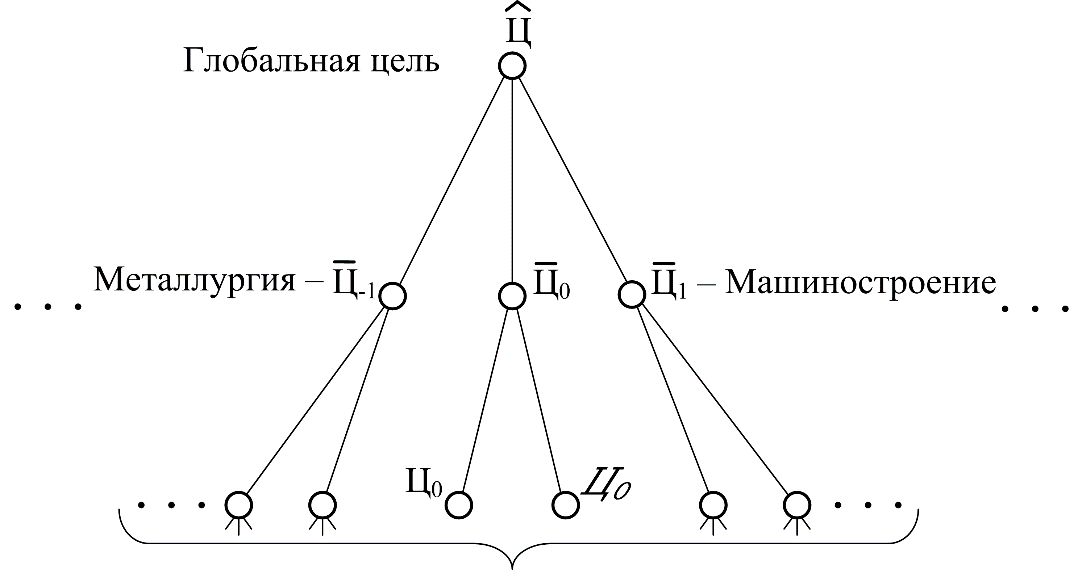 Ц̂
Глобальная цель
. . . Металлургия – Ц̅₋₁ Ц̅₀ Ц̅₁ – Машиностроение . . .
Ц₀ Ц₀
. . . . . .